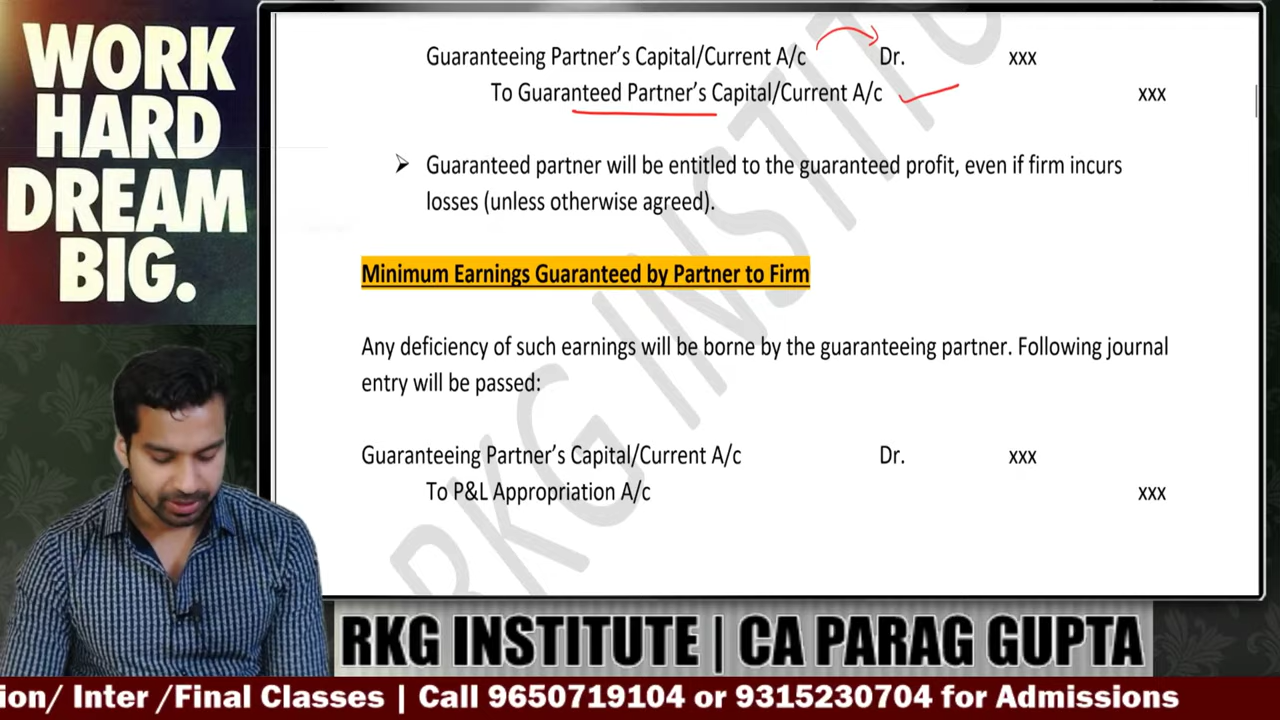 WORK
HARD
DREAM
BIG.
Guaranteeing Partner's Capital/Current A/c Dr. xxx
To Guaranteed Partner's Capital/Current A/c xxx
➢ Guaranteed partner will be entitled to the guaranteed profit, even if firm incurs
losses (unless otherwise agreed).
Minimum Earnings Guaranteed by Partner to Firm
Any deficiency of such earnings will be borne by the guaranteeing partner. Following journal
entry will be passed:
Guaranteeing Partner's Capital/Current A/c Dr. xxx
To P&L Appropriation A/c xxx
RKG INSTIT
RKG INSTITUTE | CA PARAG GUPTA
ion/ Inter /Final Classes | Call 9650719104 or 9315230704 for Admissions